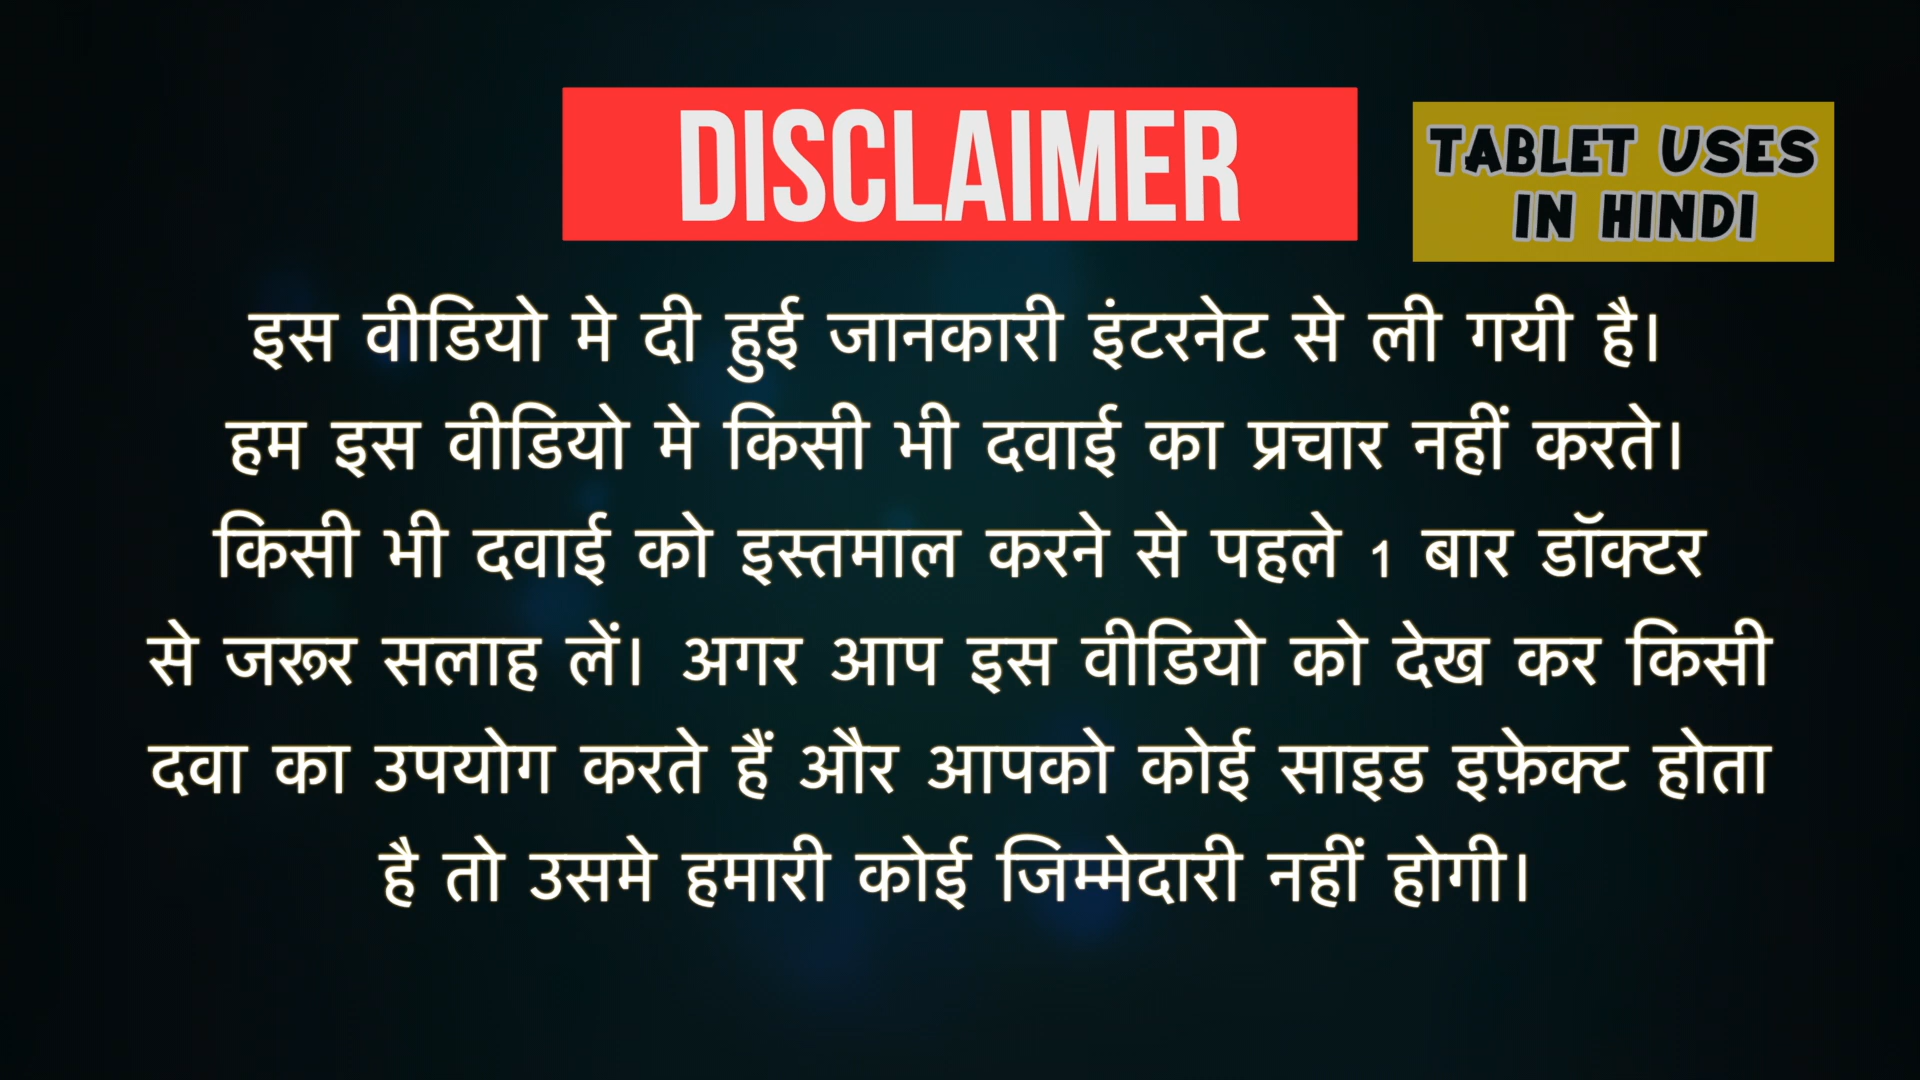 DISCLAIMER
TABLET USES
IN HINDI
इस वीडियो मे दी हुई जानकारी इंटरनेट से ली गयी है।
हम इस वीडियो मे किसी भी दवाई का प्रचार नहीं करते।
किसी भी दवाई को इस्तमाल करने से पहले 1 बार डॉक्टर
से जरूर सलाह लें। अगर आप इस वीडियो को देख कर किसी
दवा का उपयोग करते हैं और आपको कोई साइड इफ़ेक्ट होता
है तो उसमे हमारी कोई जिम्मेदारी नहीं होगी।